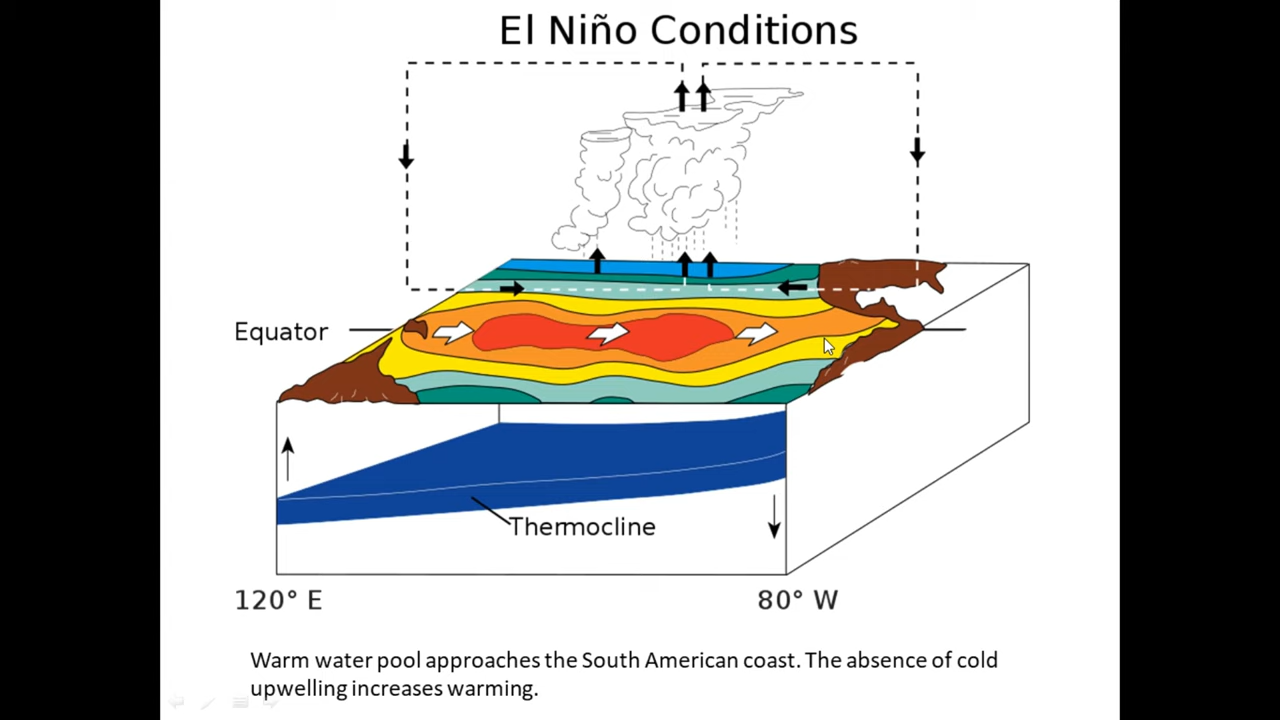 El Niño Conditions
Equator
Thermocline
120° E
80° W
Warm water pool approaches the South American coast. The absence of cold
upwelling increases warming.